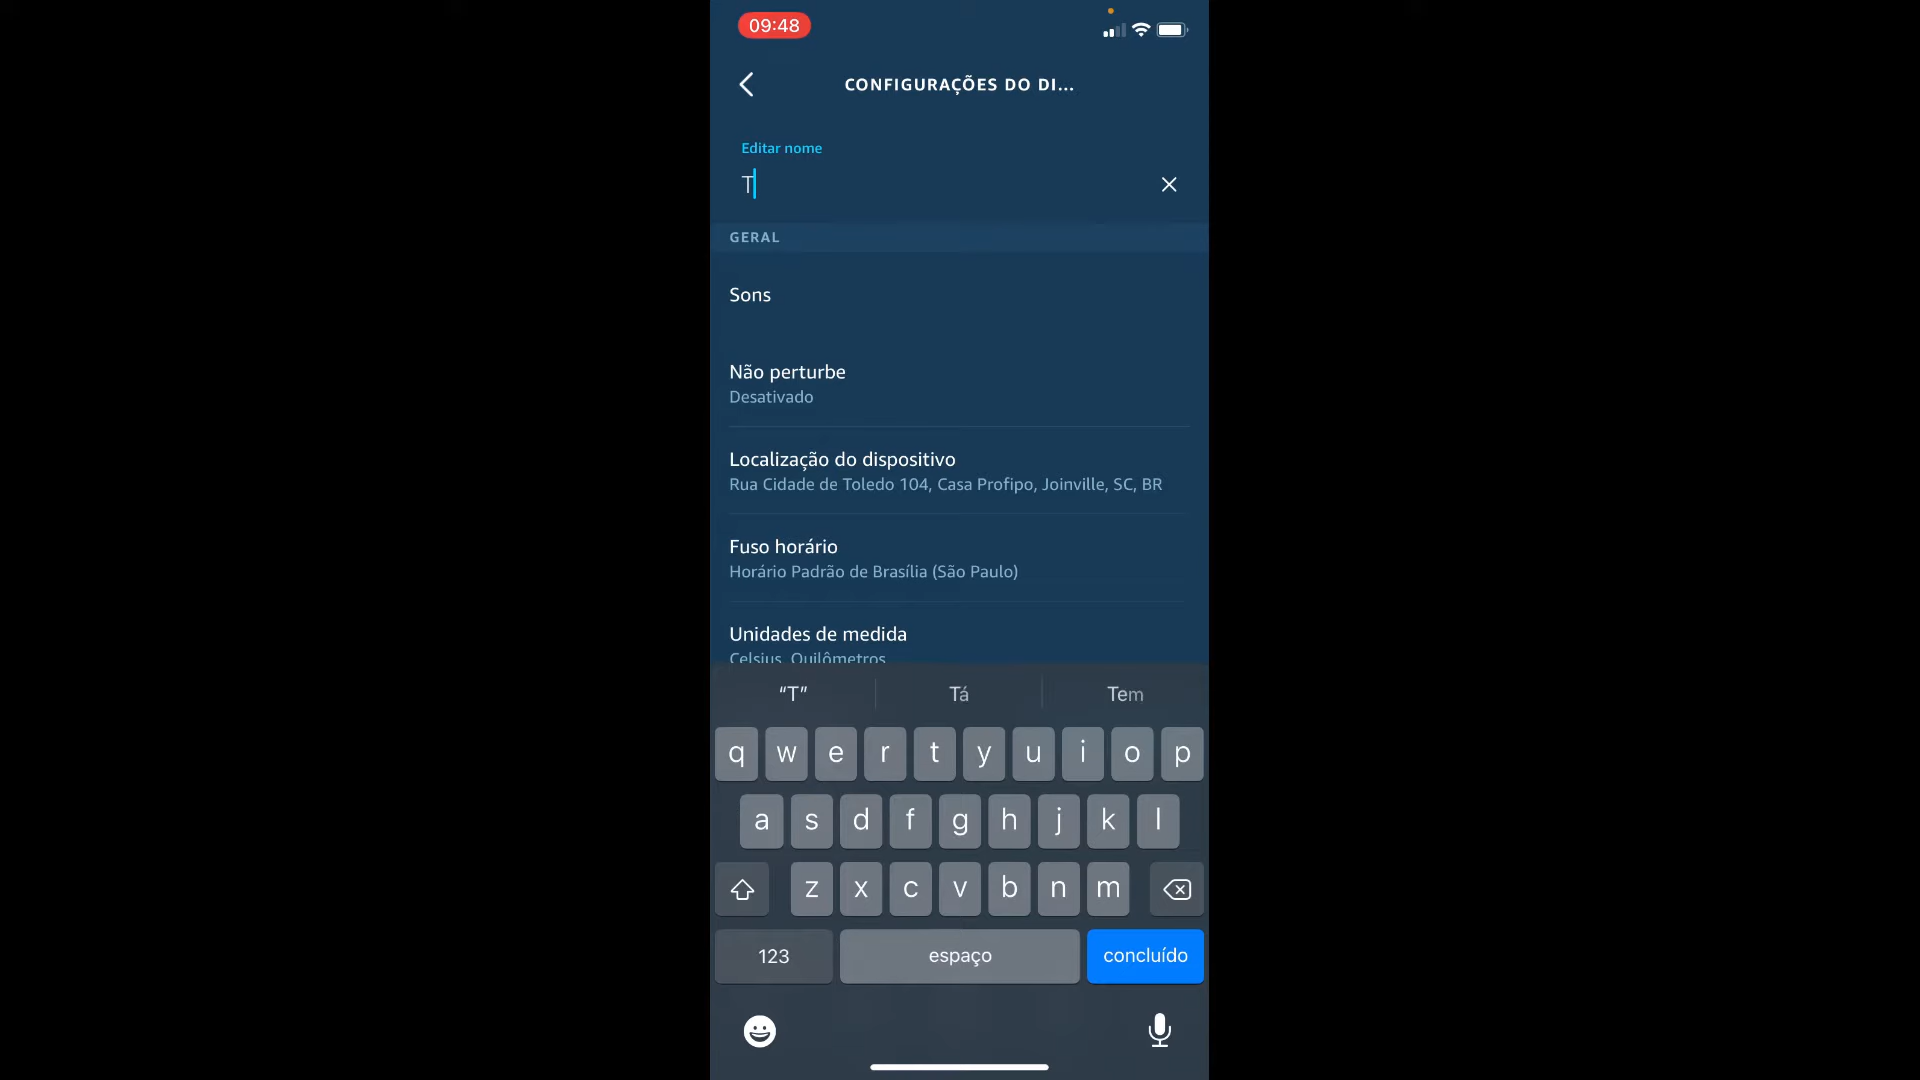 09:48
CONFIGURAÇÕES DO DI...
Editar nome
T
GERAL
Sons
Não perturbe
Desativado
Localização do dispositivo
Rua Cidade de Toledo 104, Casa Profipo, Joinville, SC, BR
Fuso horário
Horário Padrão de Brasília (São Paulo)
Unidades de medida
Celsius, Quilômetros
“T” Tá Tem
q w e r t y u i o p
a s d f g h j k l
z x c v b n m
123 espaço concluído